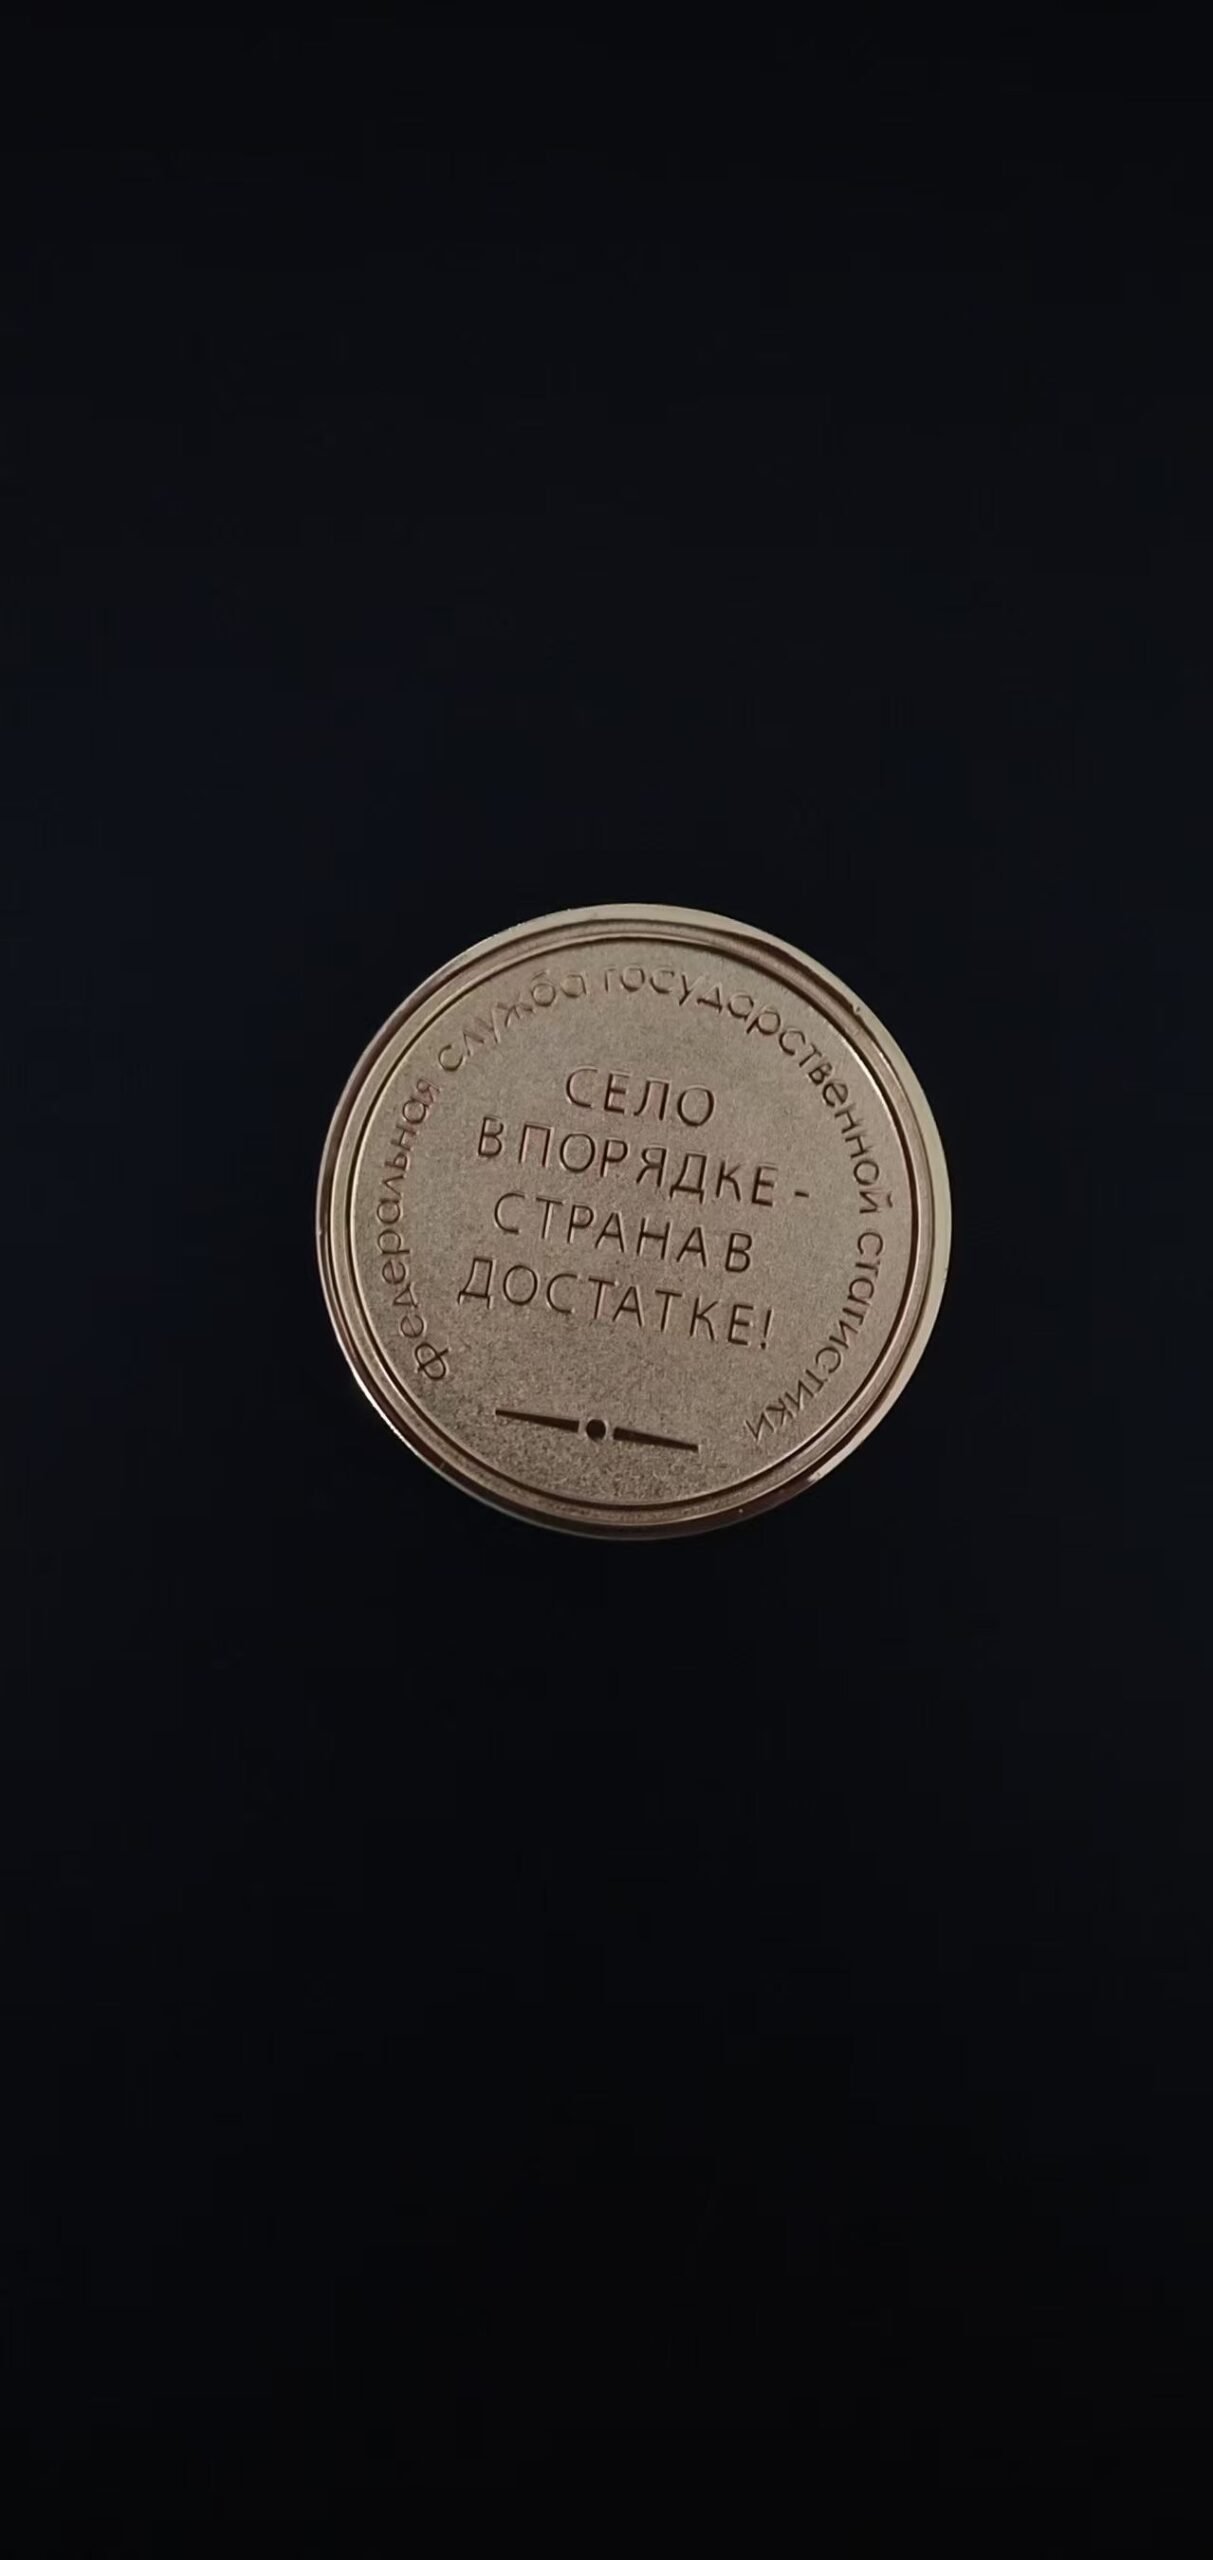 Федеральная служба государственной статистики
СЕЛО
В ПОРЯДКЕ -
СТРАНА В
ДОСТАТКЕ!